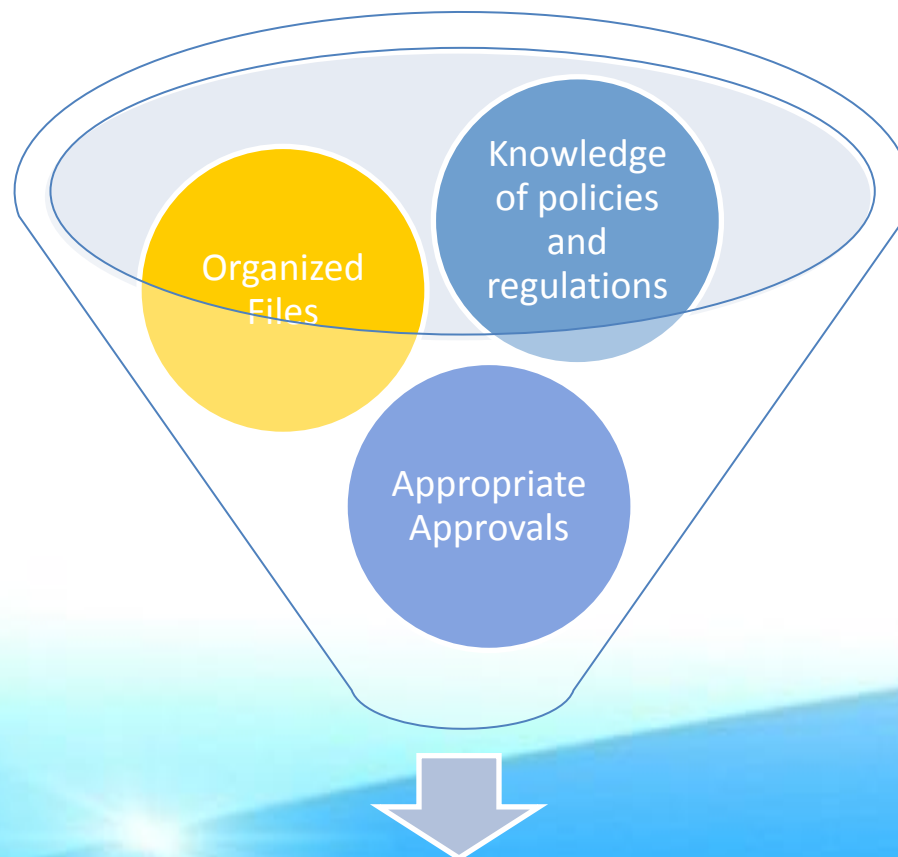 Knowledge
of policies
and
regulations
Organized
Files
Appropriate
Approvals